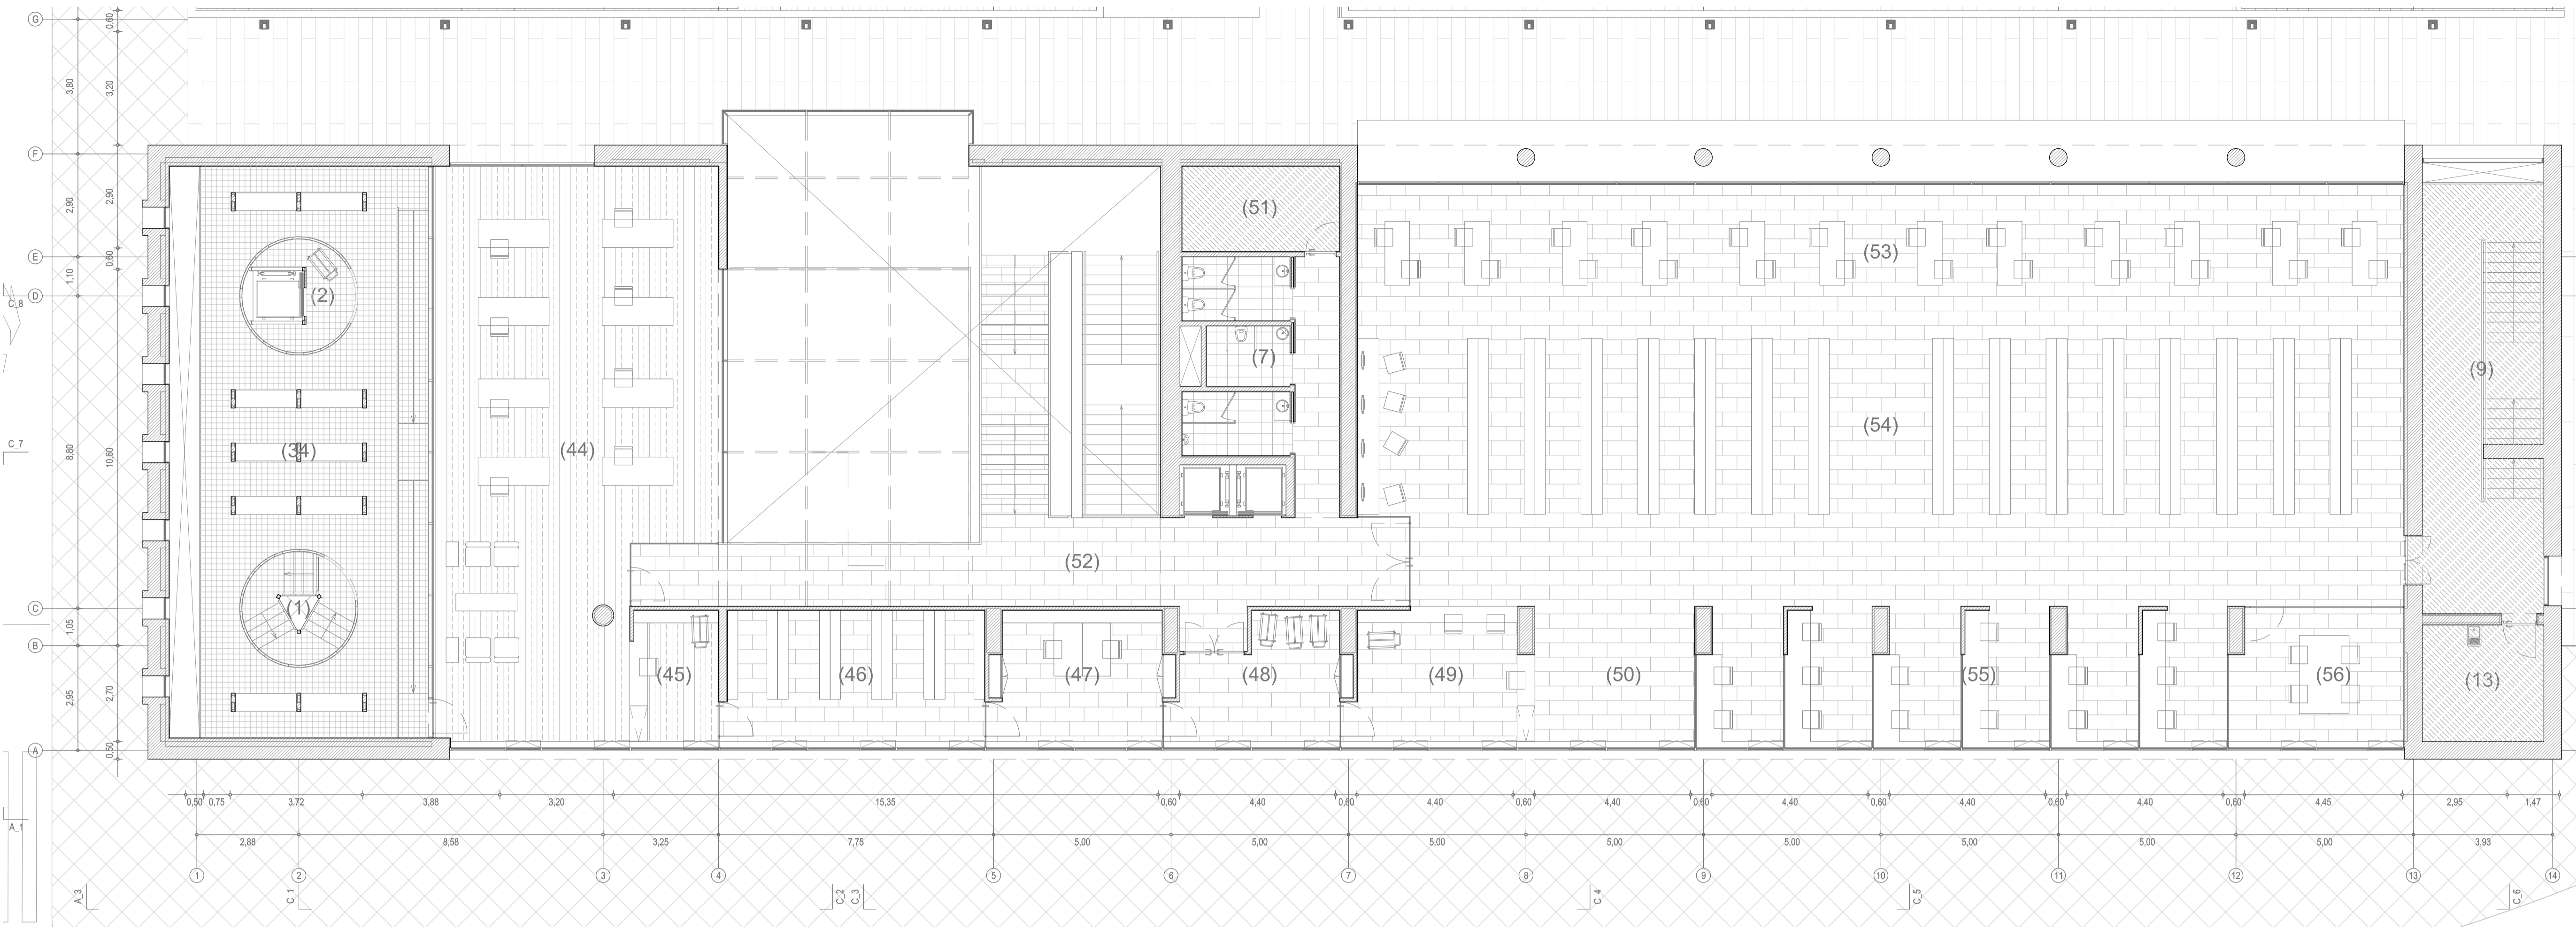 G
0,60
3,80
3,20
F
2,90
2,90
E
0,60
1,10
D
C_8
C_7
8,80
10,60
C
1,05
B
2,95
2,70
A
0,50
A_1
(51)
(53)
(2)
(7)
(9)
(34)
(44)
(54)
(52)
(1)
(45)
(46)
(47)
(48)
(49)
(50)
(55)
(56)
(13)
0,50 0,75 3,72 3,88 3,20 15,35 0,60 4,40 0,60 4,40 0,60 4,40 0,60 4,40 0,60 4,40 0,60 4,40 0,60 4,45 2,95 1,47
2,88 8,58 3,25 7,75 5,00 5,00 5,00 5,00 5,00 5,00 5,00 5,00 3,93
1 2 3 4 5 6 7 8 9 10 11 12 13 14
A_3 C_1 C_2 C_3 C_4 C_5 C_6